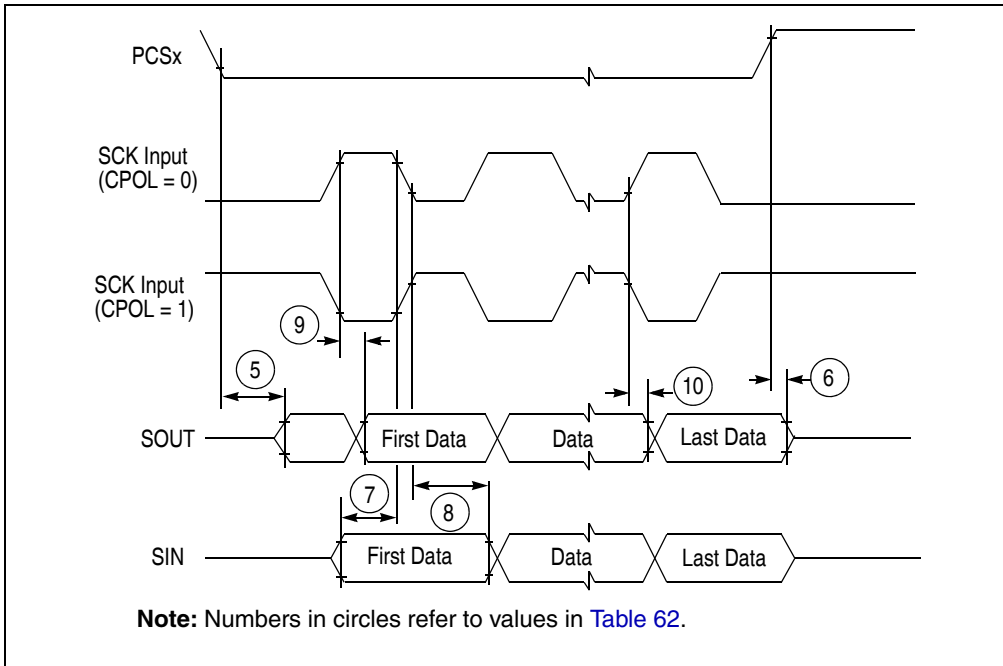 PCSx
SCK Input
(CPOL = 0)
SCK Input
(CPOL = 1)
9
5
10
6
SOUT
First Data
Data
Last Data
7
8
SIN
First Data
Data
Last Data
Note: Numbers in circles refer to values in Table 62.